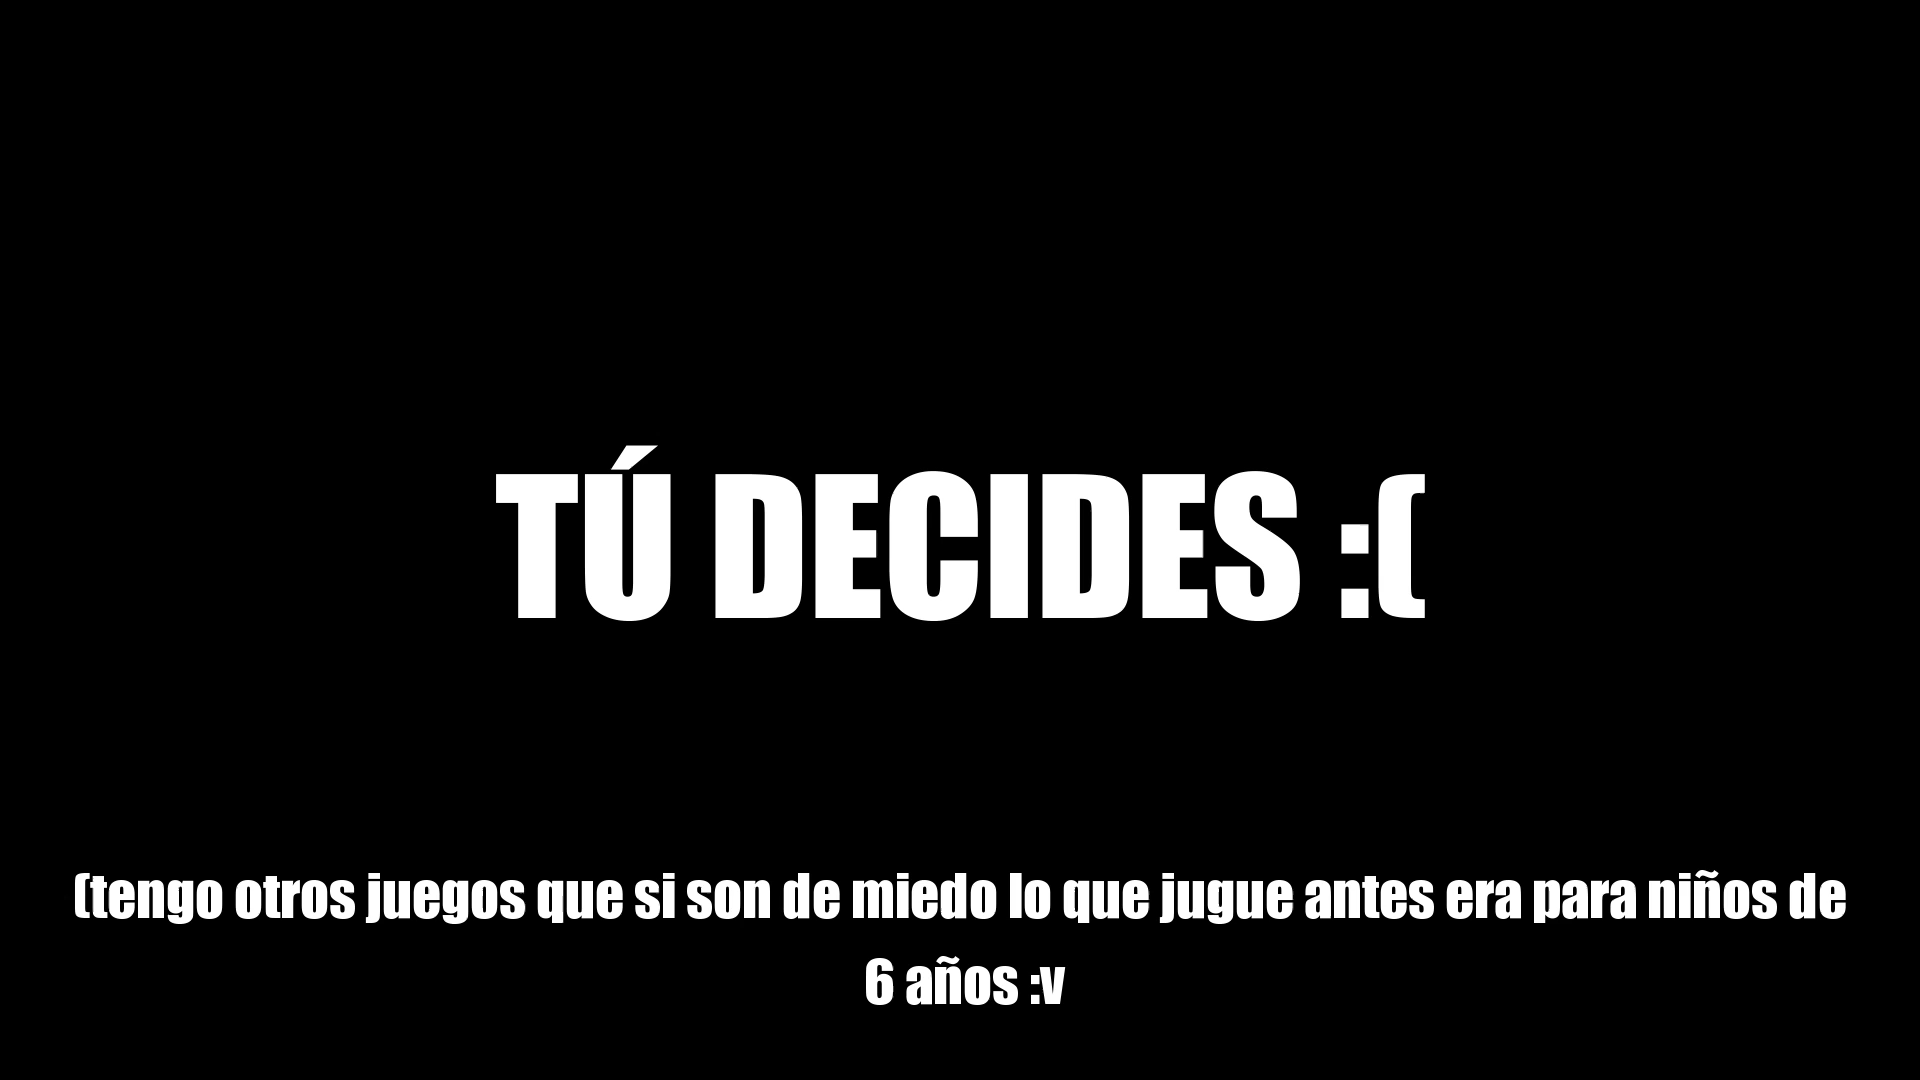 TÚ DECIDES :(
(tengo otros juegos que si son de miedo lo que jugue antes era para niños de
6 años :v